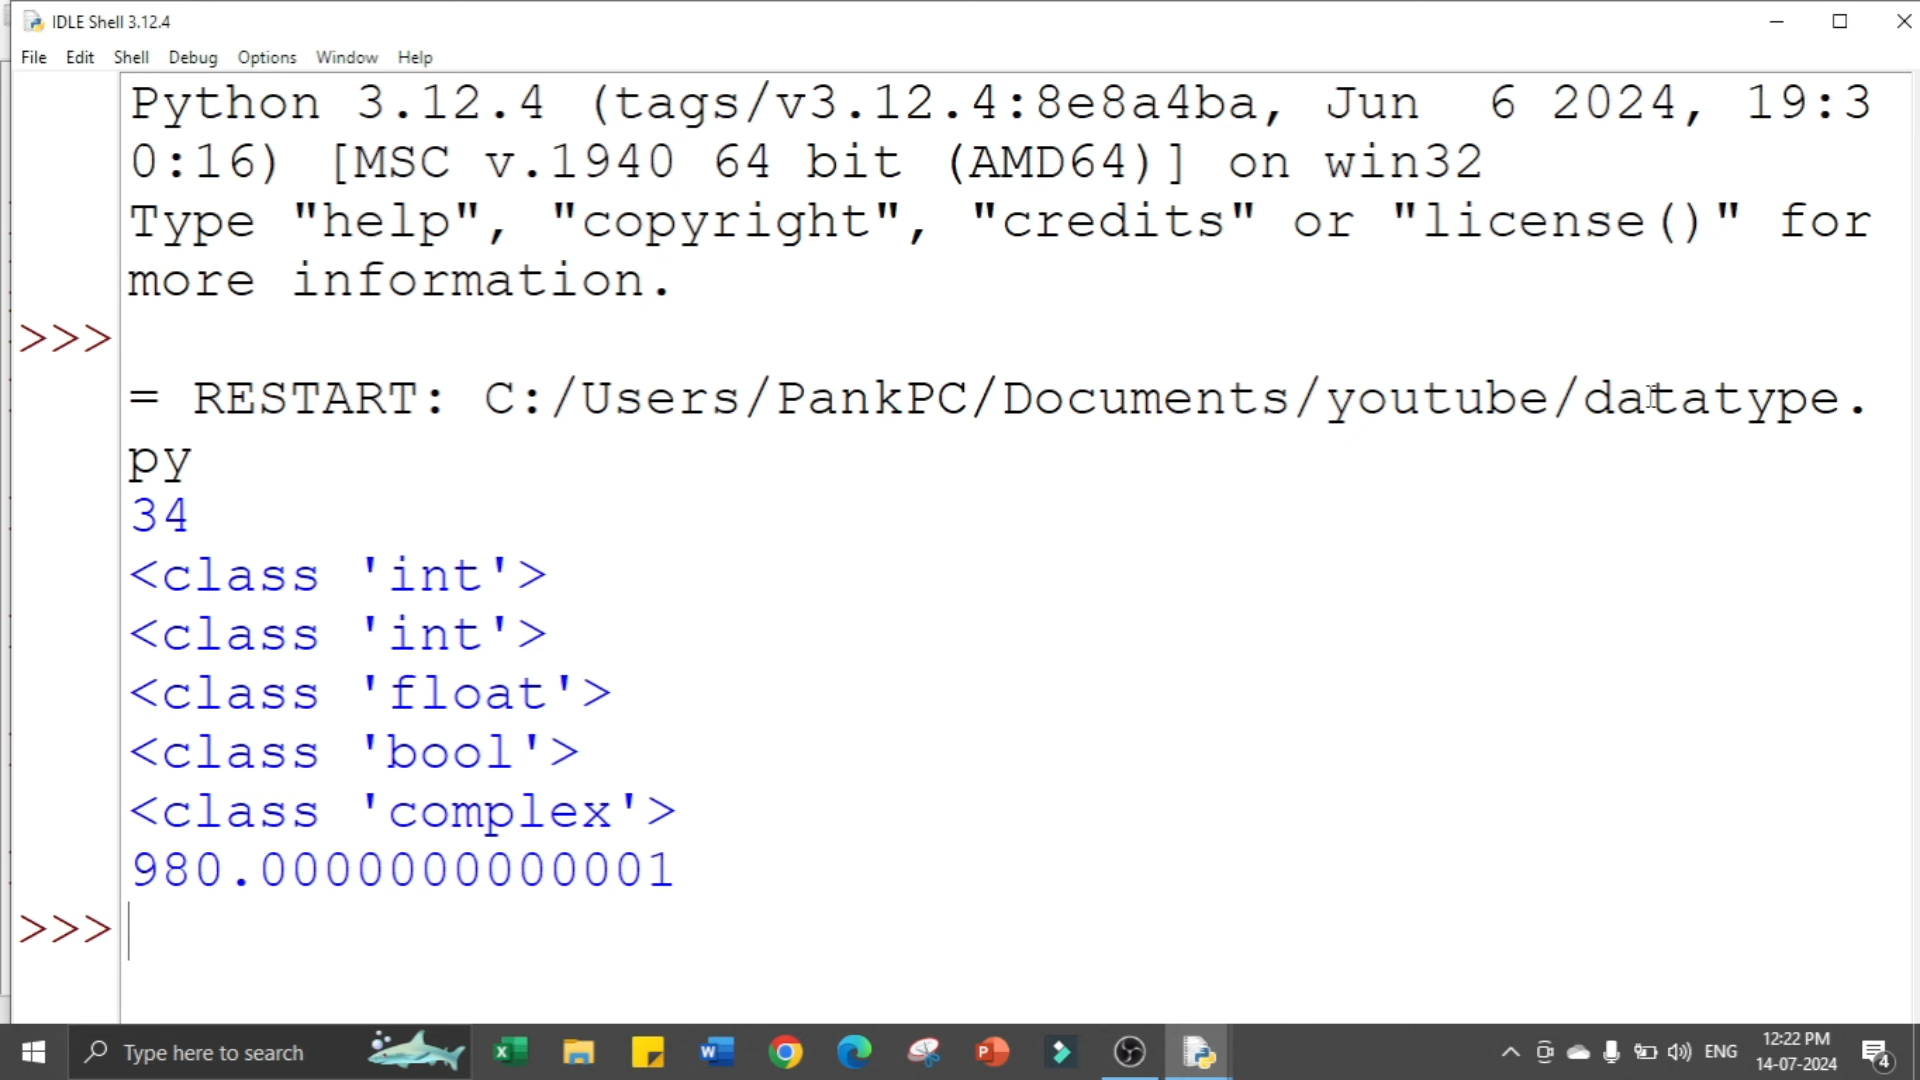 IDLE Shell 3.12.4
File Edit Shell Debug Options Window Help
Python 3.12.4 (tags/v3.12.4:8e8a4ba, Jun  6 2024, 19:3
0:16) [MSC v.1940 64 bit (AMD64)] on win32
Type "help", "copyright", "credits" or "license()" for
more information.
>>>
= RESTART: C:/Users/PankPC/Documents/youtube/datatype.
py
34
<class 'int'>
<class 'int'>
<class 'float'>
<class 'bool'>
<class 'complex'>
980.0000000000001
>>>
Type here to search
ENG
12:22 PM
14-07-2024
4